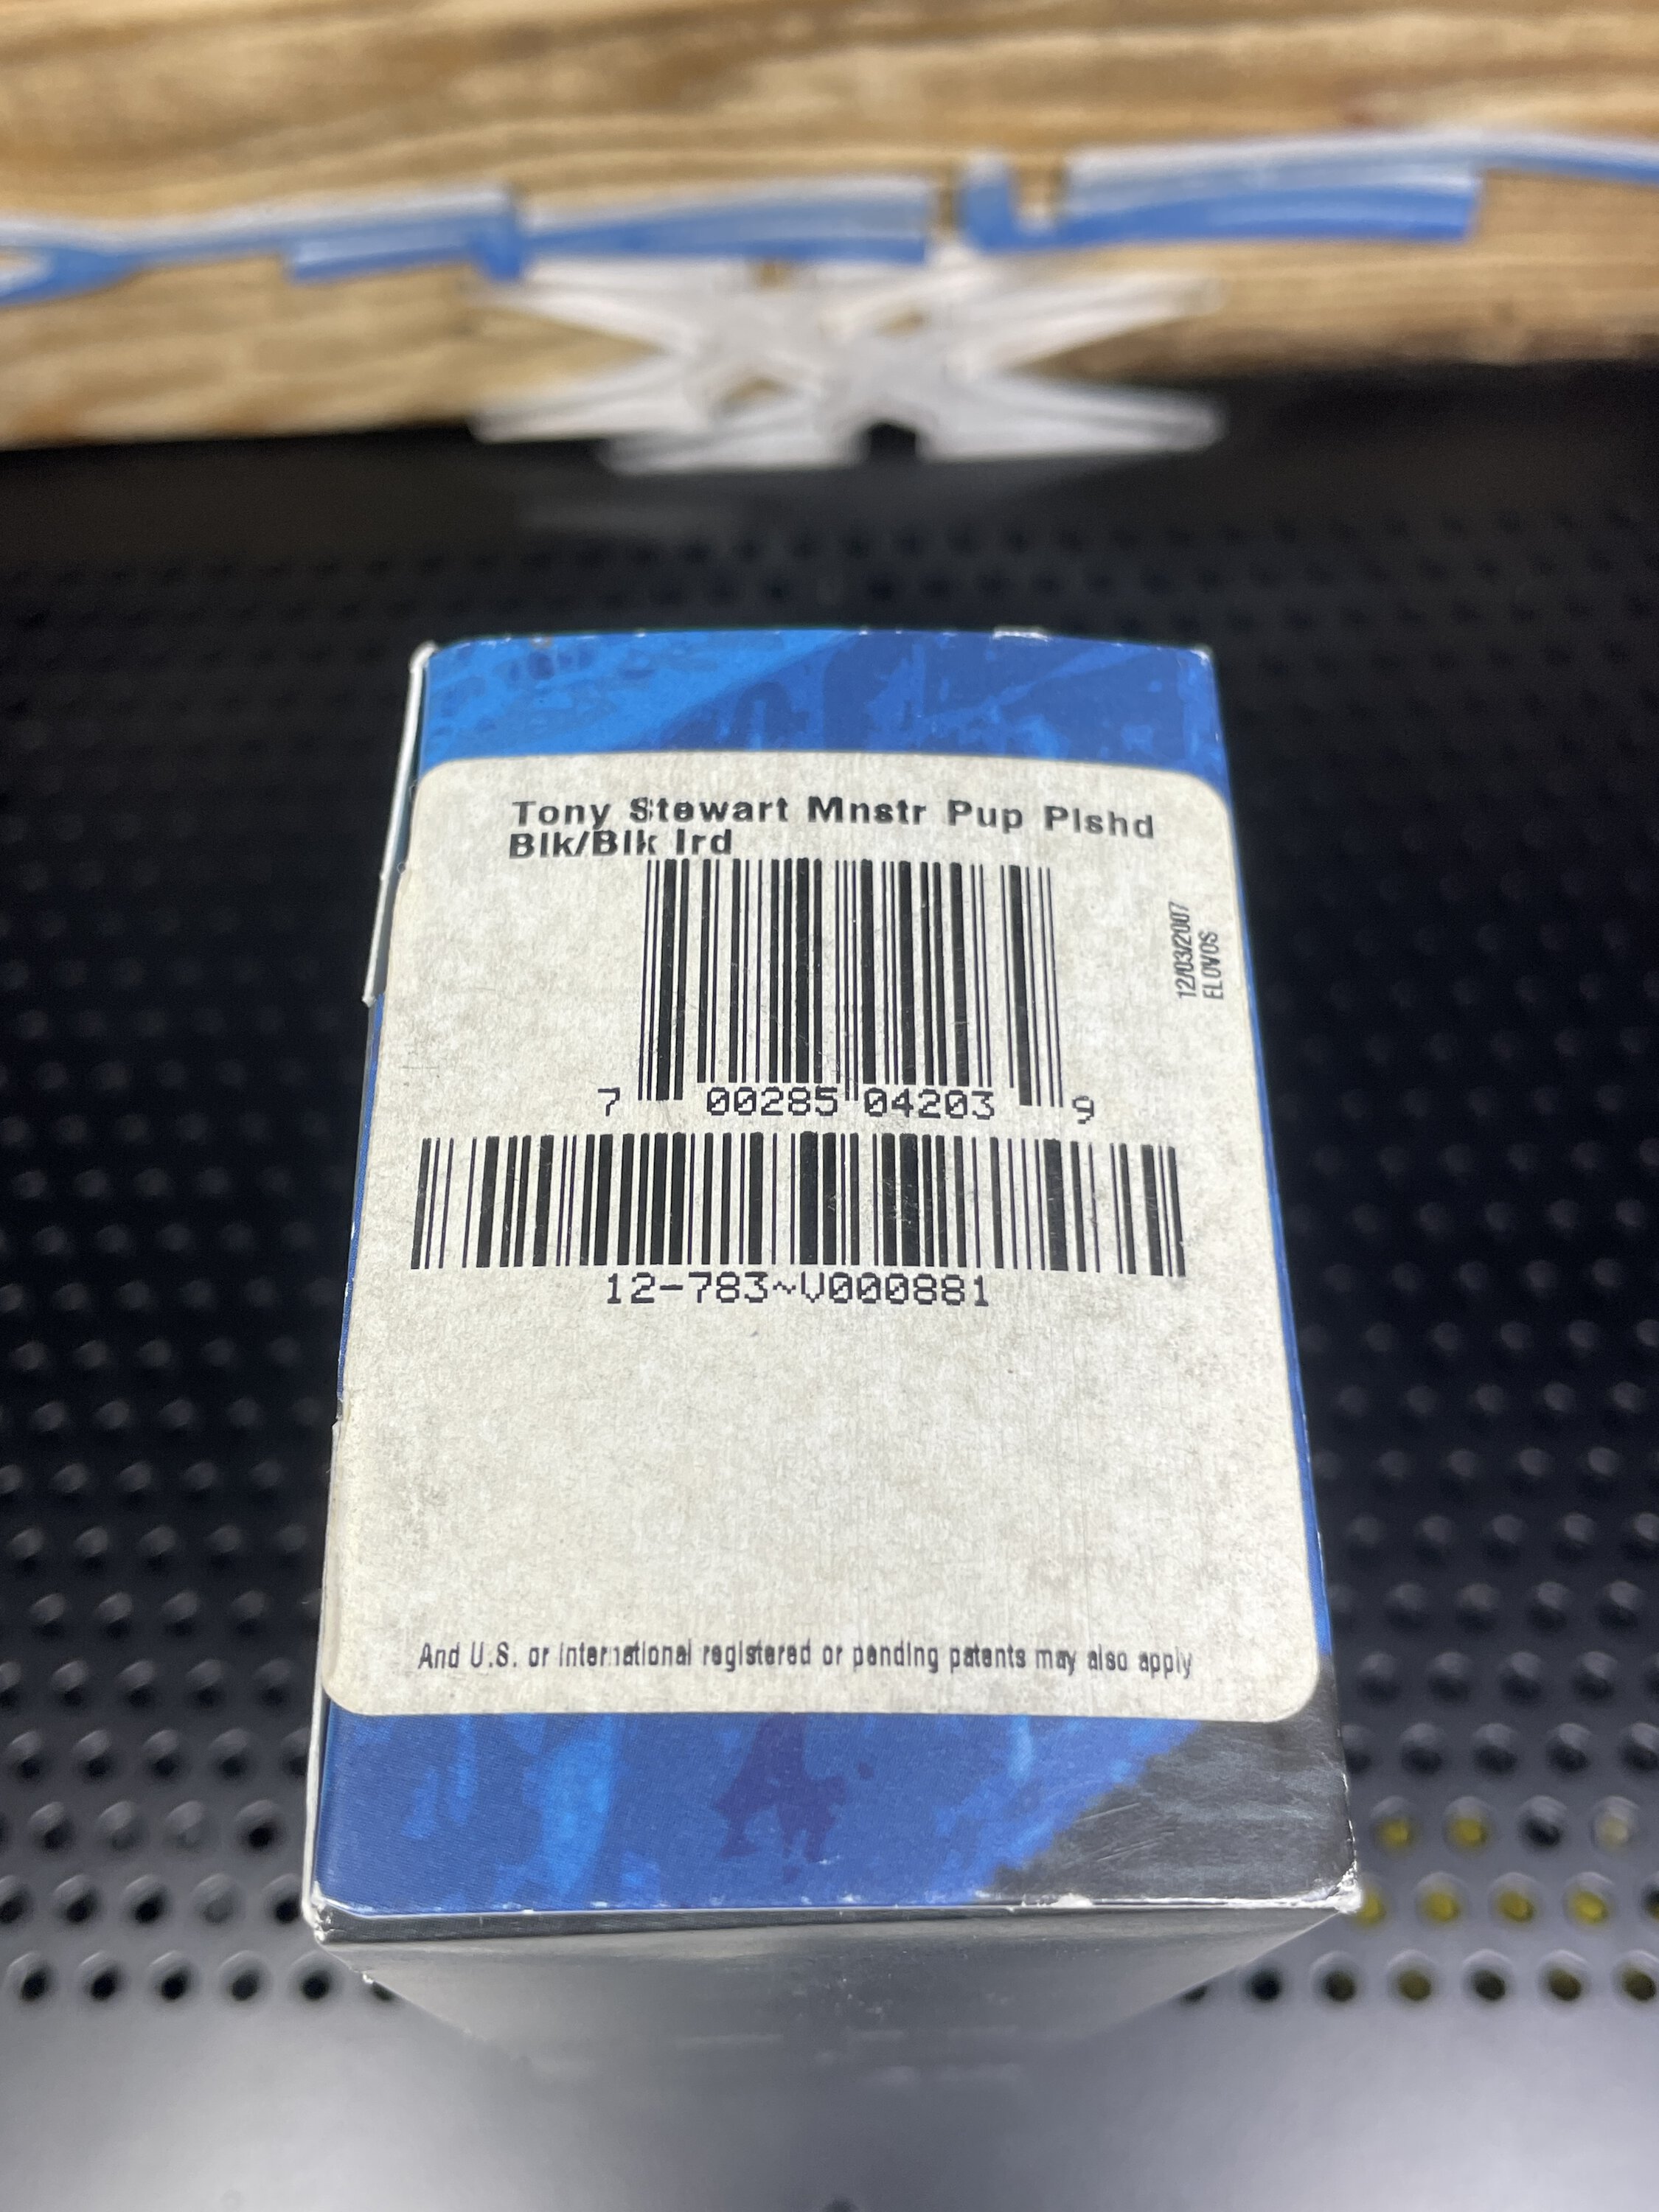 Tony Stewart Mnstr Pup Plshd
Blk/Blk Ird
12/03/2007
ELOVOS
7 00285 04203 9
12-783~V000881
And U.S. or international registered or pending patents may also apply